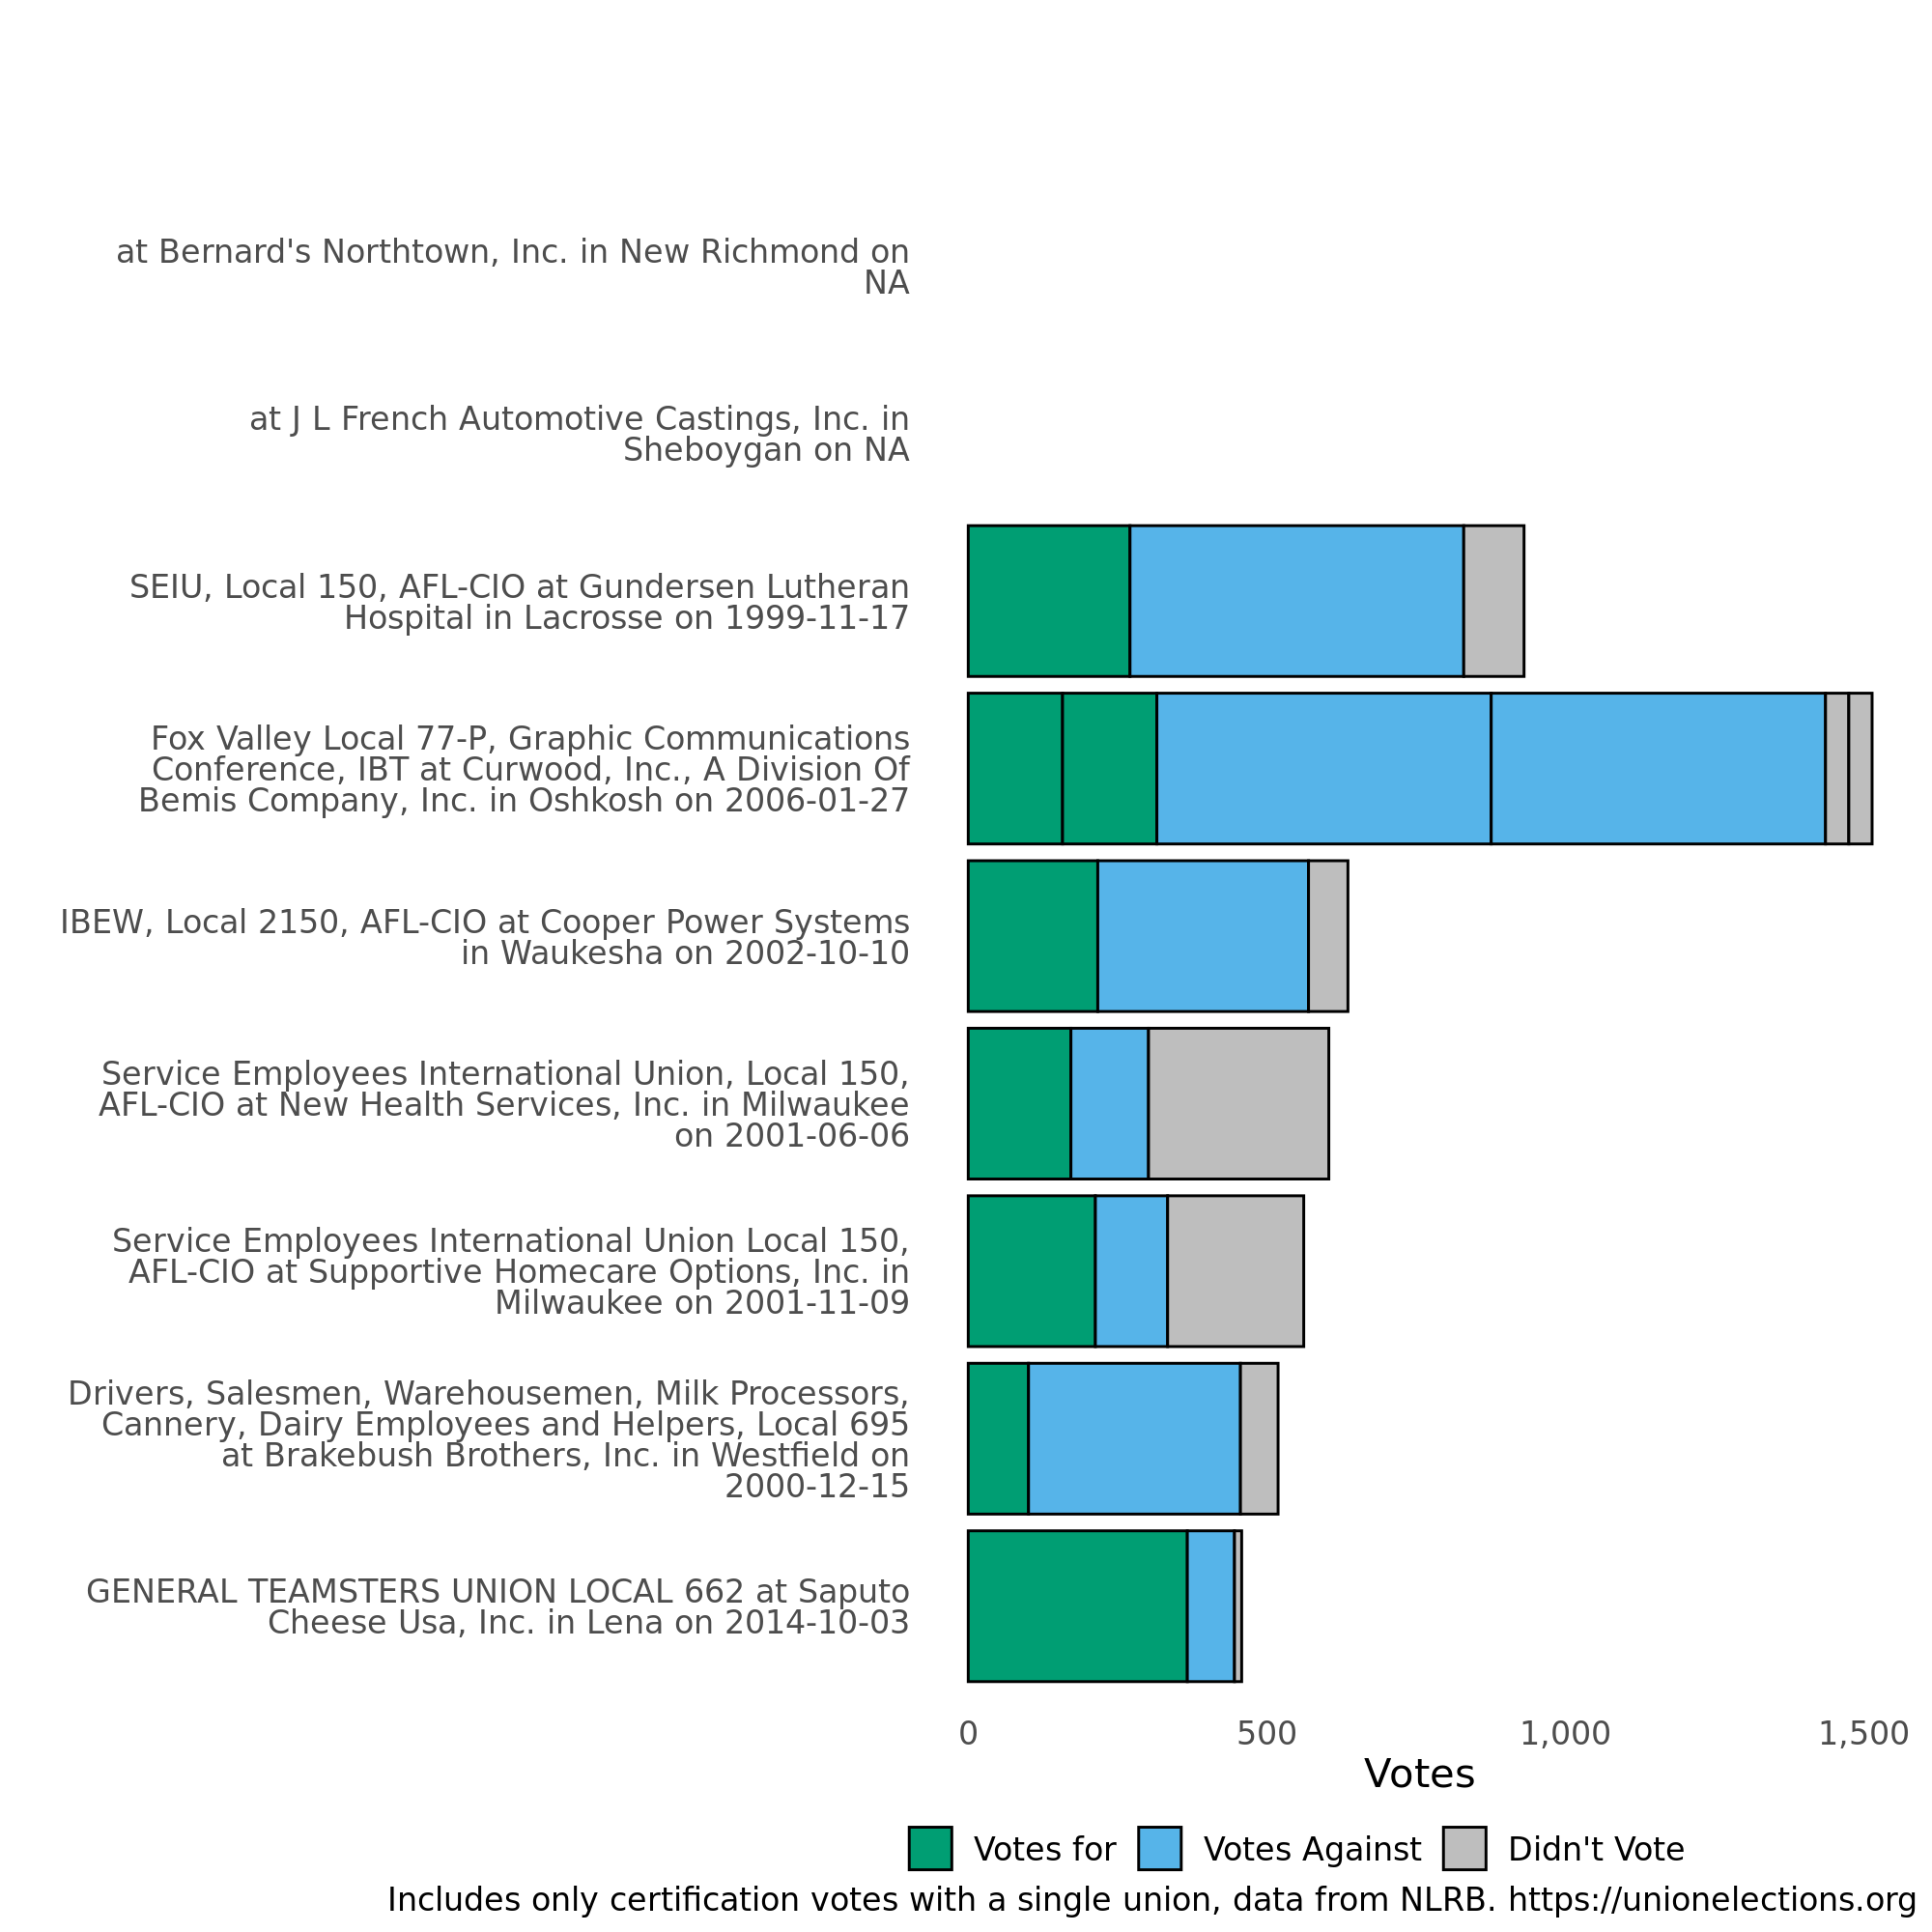 at Bernard's Northtown, Inc. in New Richmond on
NA
at J L French Automotive Castings, Inc. in
Sheboygan on NA
SEIU, Local 150, AFL-CIO at Gundersen Lutheran
Hospital in Lacrosse on 1999-11-17
Fox Valley Local 77-P, Graphic Communications
Conference, IBT at Curwood, Inc., A Division Of
Bemis Company, Inc. in Oshkosh on 2006-01-27
IBEW, Local 2150, AFL-CIO at Cooper Power Systems
in Waukesha on 2002-10-10
Service Employees International Union, Local 150,
AFL-CIO at New Health Services, Inc. in Milwaukee
on 2001-06-06
Service Employees International Union Local 150,
AFL-CIO at Supportive Homecare Options, Inc. in
Milwaukee on 2001-11-09
Drivers, Salesmen, Warehousemen, Milk Processors,
Cannery, Dairy Employees and Helpers, Local 695
at Brakebush Brothers, Inc. in Westfield on
2000-12-15
GENERAL TEAMSTERS UNION LOCAL 662 at Saputo
Cheese Usa, Inc. in Lena on 2014-10-03
0 500 1,000 1,500
Votes
Votes for Votes Against Didn't Vote
Includes only certification votes with a single union, data from NLRB. https://unionelections.org